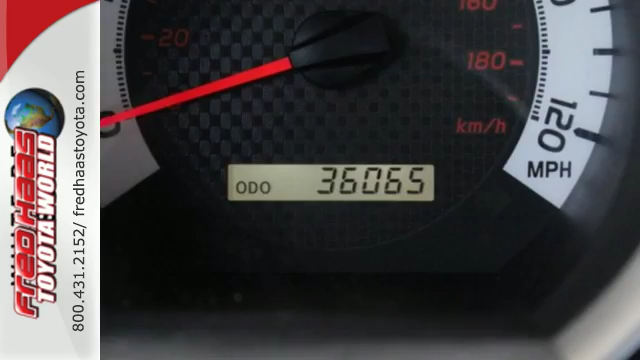 FRED HAAS
TOYOTA WORLD
800.431.2152/ fredhaastoyota.com
20
160
180
km/h
120
MPH
ODO 36065